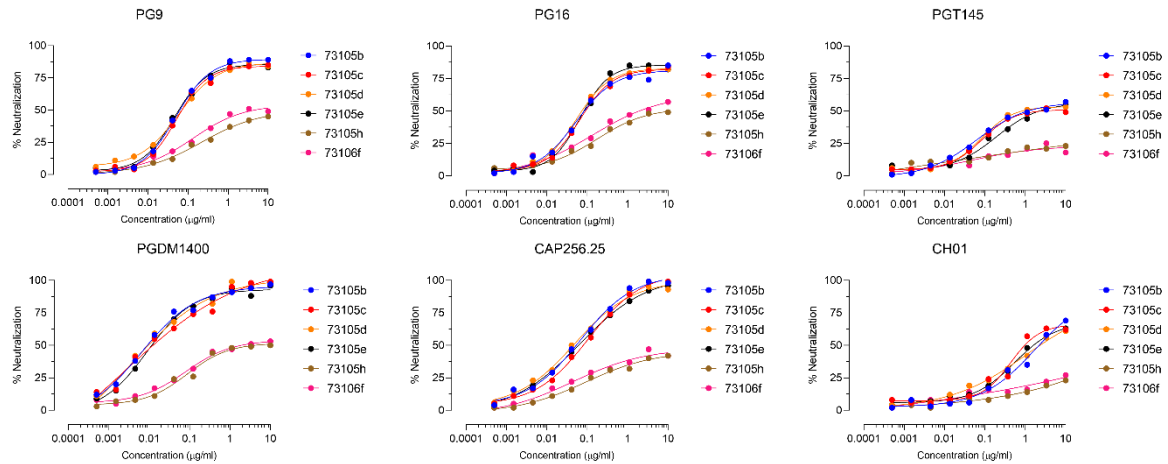 PG9
% Neutralization
100
75
50
25
0
0.0001 0.001 0.01 0.1 1 10
Concentration (μg/ml)
73105b
73105c
73105d
73105e
73105h
73106f
PG16
% Neutralization
100
75
50
25
0
0.0001 0.001 0.01 0.1 1 10
Concentration (μg/ml)
73105b
73105c
73105d
73105e
73105h
73106f
PGT145
% Neutralization
100
75
50
25
0
0.0001 0.001 0.01 0.1 1 10
Concentration (μg/ml)
73105b
73105c
73105d
73105e
73105h
73106f
PGDM1400
% Neutralization
100
75
50
25
0
0.0001 0.001 0.01 0.1 1 10
Concentration (μg/ml)
73105b
73105c
73105d
73105e
73105h
73106f
CAP256.25
% Neutralization
100
75
50
25
0
0.0001 0.001 0.01 0.1 1 10
Concentration (μg/ml)
73105b
73105c
73105d
73105e
73105h
73106f
CH01
% Neutralization
100
75
50
25
0
0.0001 0.001 0.01 0.1 1 10
Concentration (μg/ml)
73105b
73105c
73105d
73105e
73105h
73106f